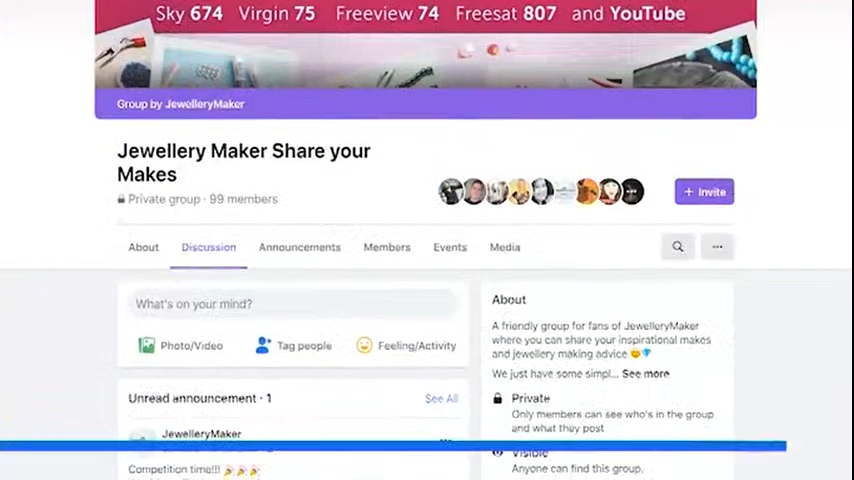 Sky 674 Virgin 75 Freeview 74 Freesat 807 and YouTube
Group by JewelleryMaker
Jewellery Maker Share your
Makes
Private group · 99 members
+ Invite
About Discussion Announcements Members Events Media
What's on your mind?
Photo/Video Tag people Feeling/Activity
Unread announcement · 1 See All
JewelleryMaker
Competition time!!! 🎉🎉🎉
About
A friendly group for fans of JewelleryMaker
where you can share your inspirational makes
and jewellery making advice 😊💎
We just have some simpl... See more
Private
Only members can see who's in the group
and what they post
Visible
Anyone can find this group.